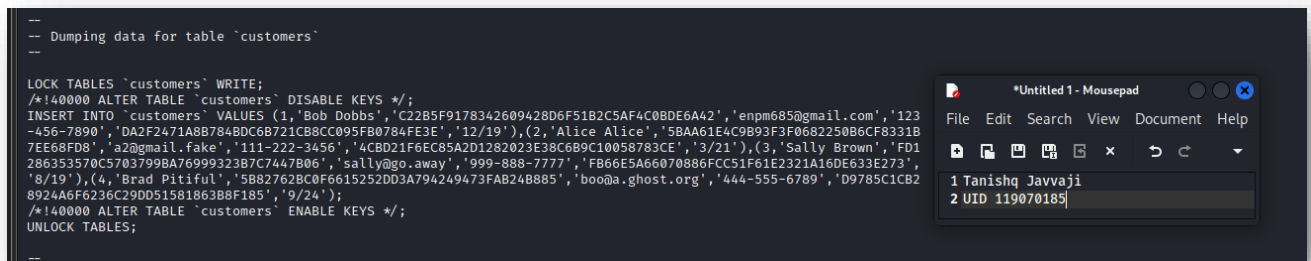 --
-- Dumping data for table `customers`
--
LOCK TABLES `customers` WRITE;
/*!40000 ALTER TABLE `customers` DISABLE KEYS */;
INSERT INTO `customers` VALUES (1,'Bob Dobbs','C22B5F9178342609428D6F51B2C5AF4C0BDE6A42','enpm685@gmail.com','123
-456-7890','DA2F2471A8B784BDC6B721CB8CC095FB0784FE3E','12/19'),(2,'Alice Alice','5BAA61E4C9B93F3F0682250B6CF8331B
7EE68FD8','a2@gmail.fake','111-222-3456','4CBD21F6EC85A2D1282023E38C6B9C10058783CE','3/21'),(3,'Sally Brown','FD1
286353570C5703799BA76999323B7C7447B06','sally@go.away','999-888-7777','FB66E5A66070886FCC51F61E2321A16DE633E273',
'8/19'),(4,'Brad Pitiful','5B82762BC0F6615252DD3A794249473FAB24B885','boo@a.ghost.org','444-555-6789','D9785C1CB2
8924A6F6236C29DD51581863B8F185','9/24');
/*!40000 ALTER TABLE `customers` ENABLE KEYS */;
UNLOCK TABLES;
--
*Untitled 1 - Mousepad
File Edit Search View Document Help
1 Tanishq Javvaji
2 UID 119070185